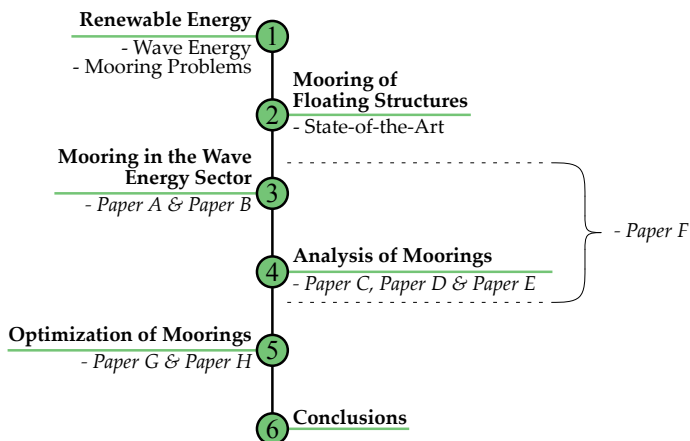 Renewable Energy
1
- Wave Energy
- Mooring Problems
Mooring of
Floating Structures
2
- State-of-the-Art
Mooring in the Wave
Energy Sector
3
- Paper A & Paper B
- Paper F
Analysis of Moorings
4
- Paper C, Paper D & Paper E
Optimization of Moorings
5
- Paper G & Paper H
Conclusions
6